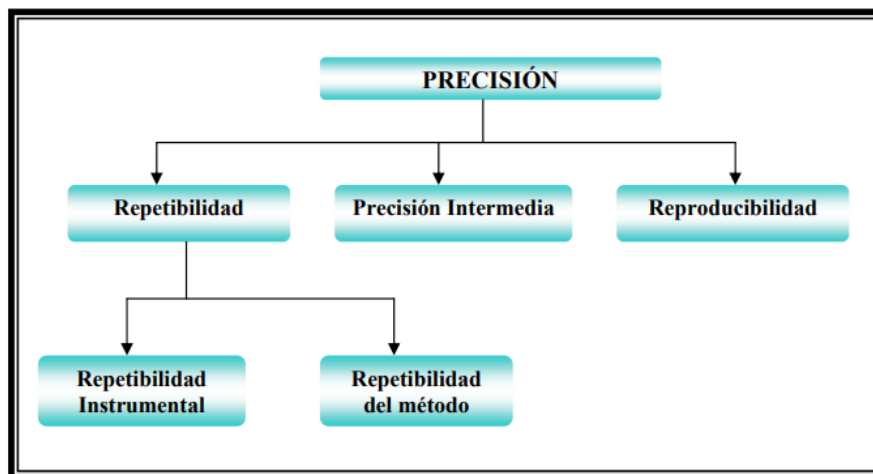 PRECISIÓN
Repetibilidad
Precisión Intermedia
Reproducibilidad
Repetibilidad
Instrumental
Repetibilidad
del método